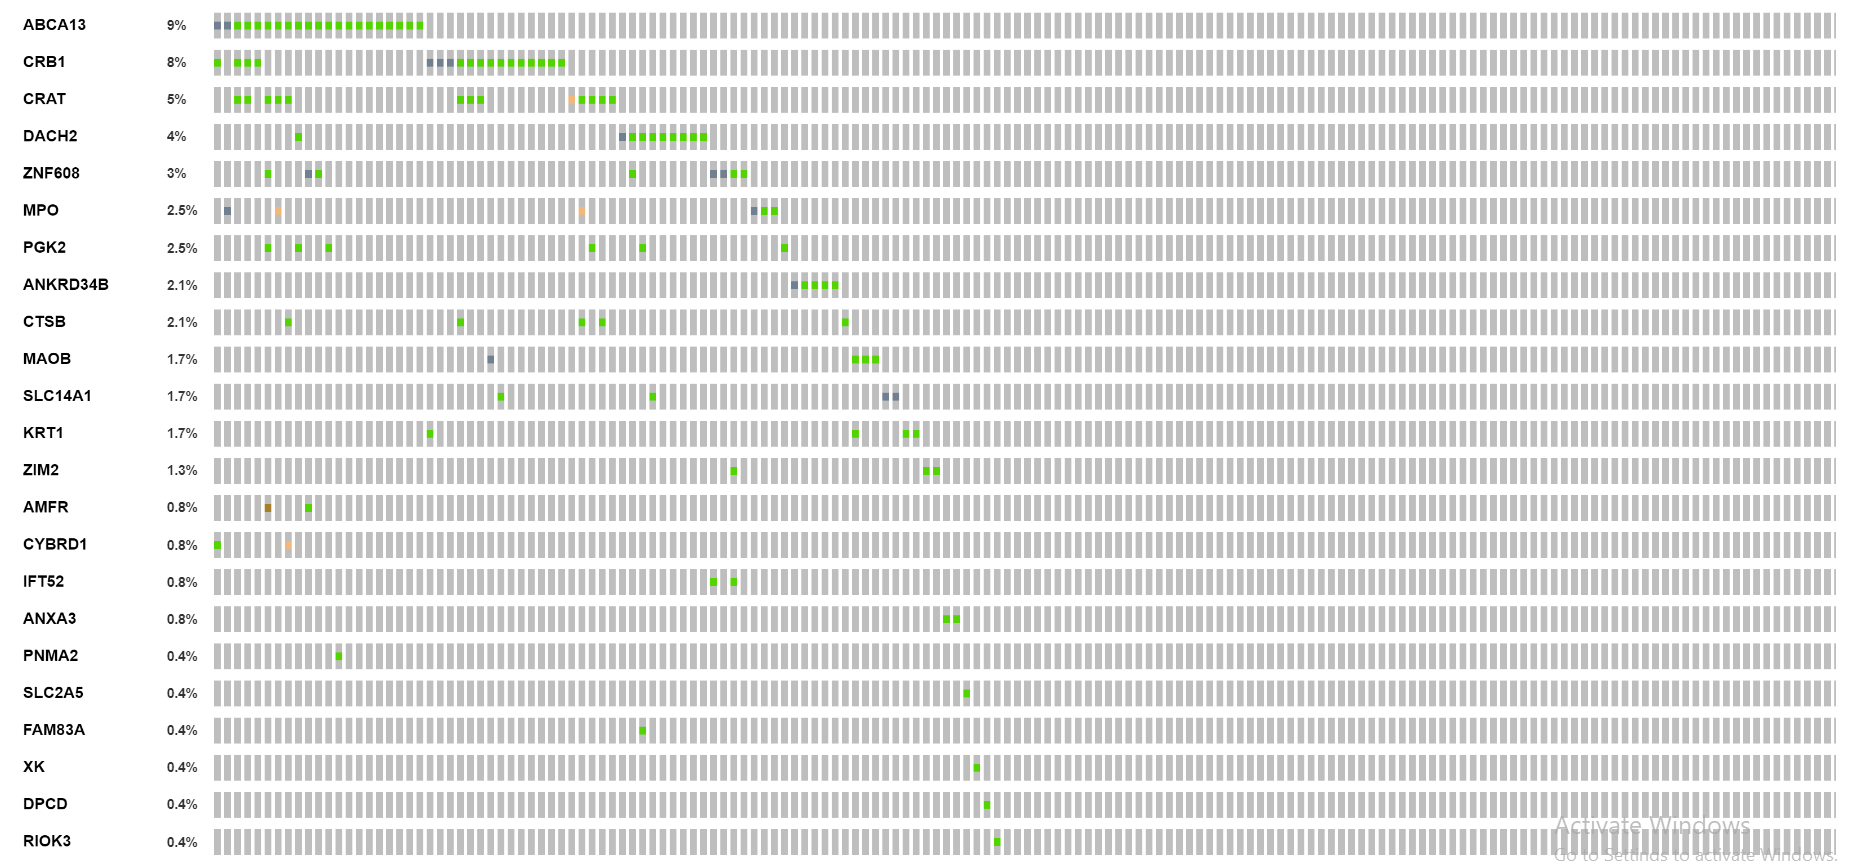 ABCA13 9%
CRB1 8%
CRAT 5%
DACH2 4%
ZNF608 3%
MPO 2.5%
PGK2 2.5%
ANKRD34B 2.1%
CTSB 2.1%
MAOB 1.7%
SLC14A1 1.7%
KRT1 1.7%
ZIM2 1.3%
AMFR 0.8%
CYBRD1 0.8%
IFT52 0.8%
ANXA3 0.8%
PNMA2 0.4%
SLC2A5 0.4%
FAM83A 0.4%
XK 0.4%
DPCD 0.4%
RIOK3 0.4%
Activate Windows
Go to Settings to activate Windows.